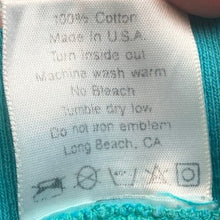 100% Cotton
Made In U.S.A.
Turn inside out
Machine wash warm
No Bleach
Tumble dry low
Do not iron emblem
Long Beach, CA